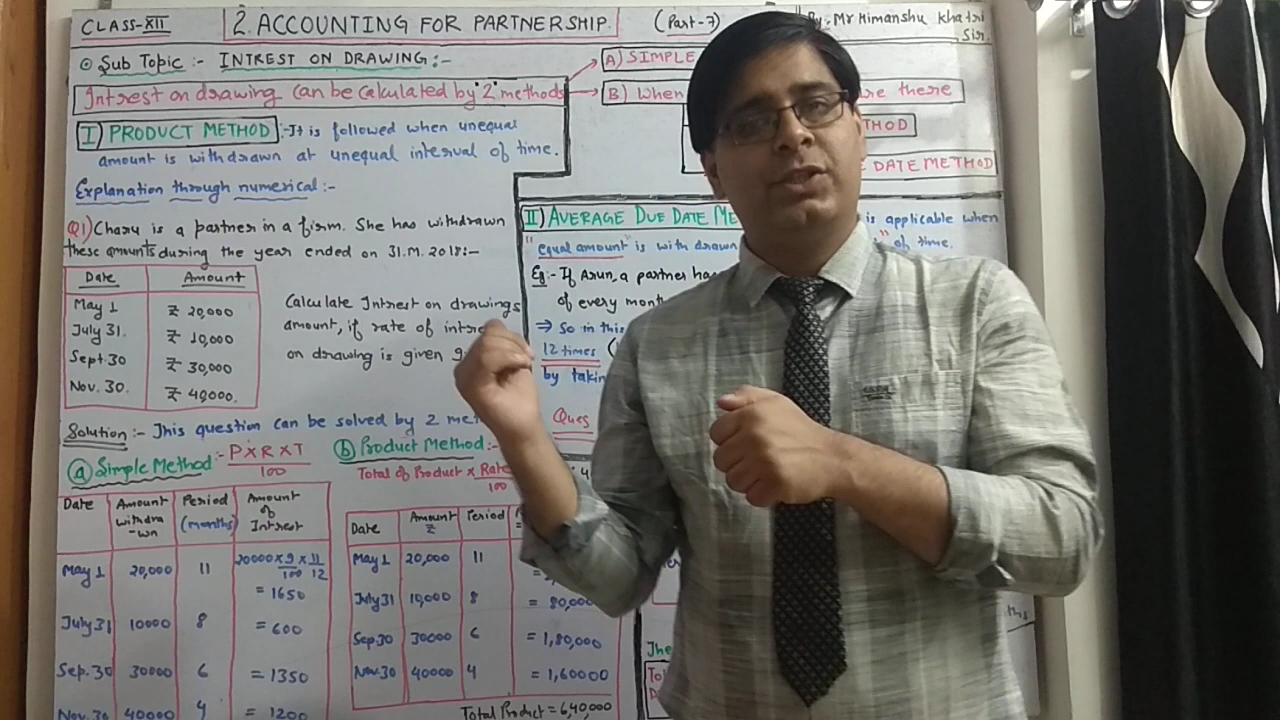 CLASS-XII
2. ACCOUNTING FOR PARTNERSHIP
(Part-7)
By:- Mr Himanshu Khatri
Sir.
⊙ Sub Topic :- INTREST ON DRAWING:-
Intrest on drawing can be calculated by "2" methods
A) SIMPLE
B) When
re there
THOD
E DATE METHOD
I) PRODUCT METHOD :- It is followed when unequal
amount is withdrawn at unequal interval of time.
Explanation through numerical:-
Q1) Charu is a partner in a firm. She has withdrawn
these amounts during the year ended on 31.M. 2018:-
Date Amount
May 1 ₹ 20,000
July 31. ₹ 10,000
Sept. 30 ₹ 30,000
Nov. 30. ₹ 40,000.
Calculate Intrest on drawings
amount, if rate of intre
on drawing is given 9
Solution:- This question can be solved by 2 me
(a) Simple Method:- P X R X T
100
Date Amount withdra-wn Period (months) Amount of Intrest
May 1 20,000 11 20000 x 9/100 x 11/12
= 1650
July 31 10000 8 = 600
Sep. 30 30000 6 = 1350
Nov. 30 40000 4 = 1200
(b) Product Method:-
Total of Product x Rate
100
Date Amount ₹ Period
May 1 20,000 11
July 31 10,000 8 = 80,000
Sep. 30 30000 6 = 1,80,000
Nov. 30 40000 4 = 1,60000
Total Product = 6,40,000
II) AVERAGE DUE DATE ME
is applicable when
"equal amount" is with drawn
" of time.
Eg:- If Arun, a partner has
of every mont
⇒ So in this
12 times
by takin
Ques
The
To